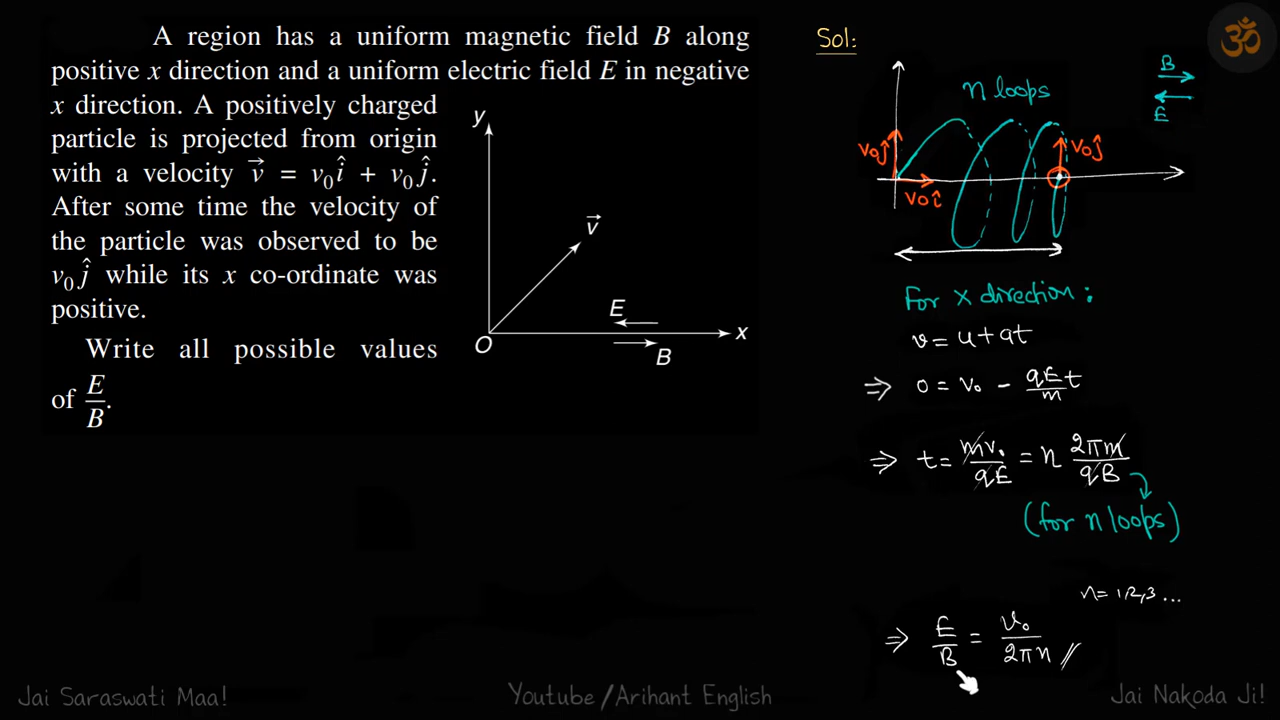 A region has a uniform magnetic field B along
positive x direction and a uniform electric field E in negative
x direction. A positively charged
particle is projected from origin
with a velocity v⃗ = v₀î + v₀ĵ.
After some time the velocity of
the particle was observed to be
v₀ĵ while its x co-ordinate was
positive.
Write all possible values
of E/B.
y
v⃗
E
O
B
x
Sol:
n loops
B
E
v₀ĵ
v₀ĵ
v₀î
For x direction:
v = u + at
⇒ 0 = v₀ - qE/m t
⇒ t = mv₀/qE = n 2πm/qB
(for n loops)
n = 1,2,3 ...
⇒ E/B = v₀/2πn //
Jai Saraswati Maa!
Youtube/Arihant English
Jai Nakoda Ji!
ॐ